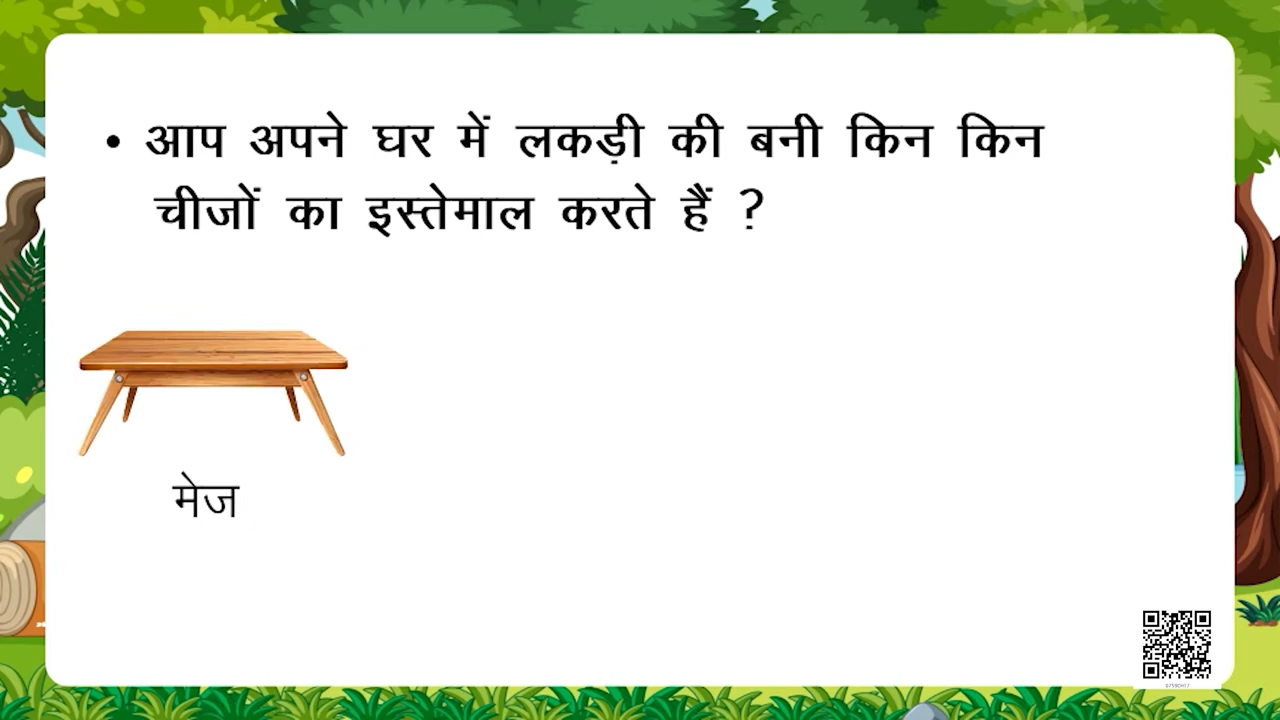 • आप अपने घर में लकड़ी की बनी किन किन
चीजों का इस्तेमाल करते हैं ?
मेज